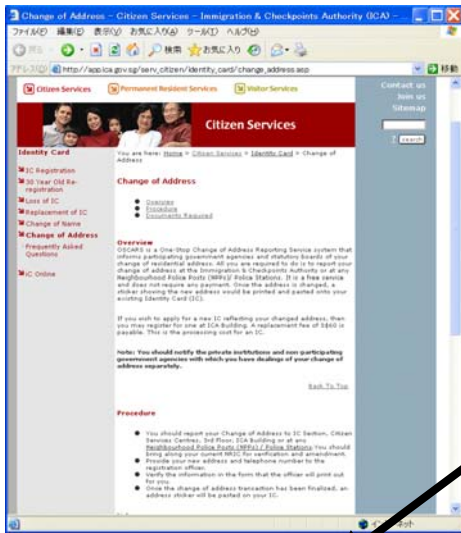 Change of Address - Citizen Services - Immigration & Checkpoints Authority (ICA) -
ファイル(F) 編集(E) 表示(V) お気に入り(A) ツール(T) ヘルプ(H)
検索 お気に入り
http://app.ica.gov.sg/serv_citizen/identity_card/change_address.asp 移動
Citizen Services Permanent Resident Services Visitor Services
Contact us
Join us
Sitemap
search
Citizen Services
Identity Card
IC Registration
30 Year Old Re-
registration
Loss of IC
Replacement of IC
Change of Name
Change of Address
Frequently Asked
Questions
IC Online
You are here: Home > Citizen Services > Identity Card > Change of
Address
Change of Address
Overview
Procedure
Documents Required
Overview
OSCARS is a One-Stop Change of Address Reporting Service system that
informs participating government agencies and statutory boards of your
change of residential address. All you are required to do is to report your
change of address at the Immigration & Checkpoints Authority or at any
Neighbourhood Police Posts (NPPs)/ Police Stations. It is a free service
and does not require any payment. Once the address is changed, a
sticker showing the new address would be printed and pasted onto your
existing Identity Card (IC).
If you wish to apply for a new IC reflecting your changed address, then
you may register for one at ICA Building. A replacement fee of S$60 is
payable. This is the processing cost for an IC.
Note: You should notify the private institutions and non-participating
government agencies with which you have dealings of your change of
address separately.
Back To Top
Procedure
You should report your Change of Address to IC Section, Citizen
Services Centres, 3rd Floor, ICA Building or at any
Neighbourhood Police Posts (NPPs) / Police Stations. You should
bring along your current NRIC for verification and amendment.
Provide your new address and telephone number to the
registration officer.
Verify the information in the form that the officer will print out
for you.
Once the change of address transaction has been finalized, an
address sticker will be pasted on your IC.